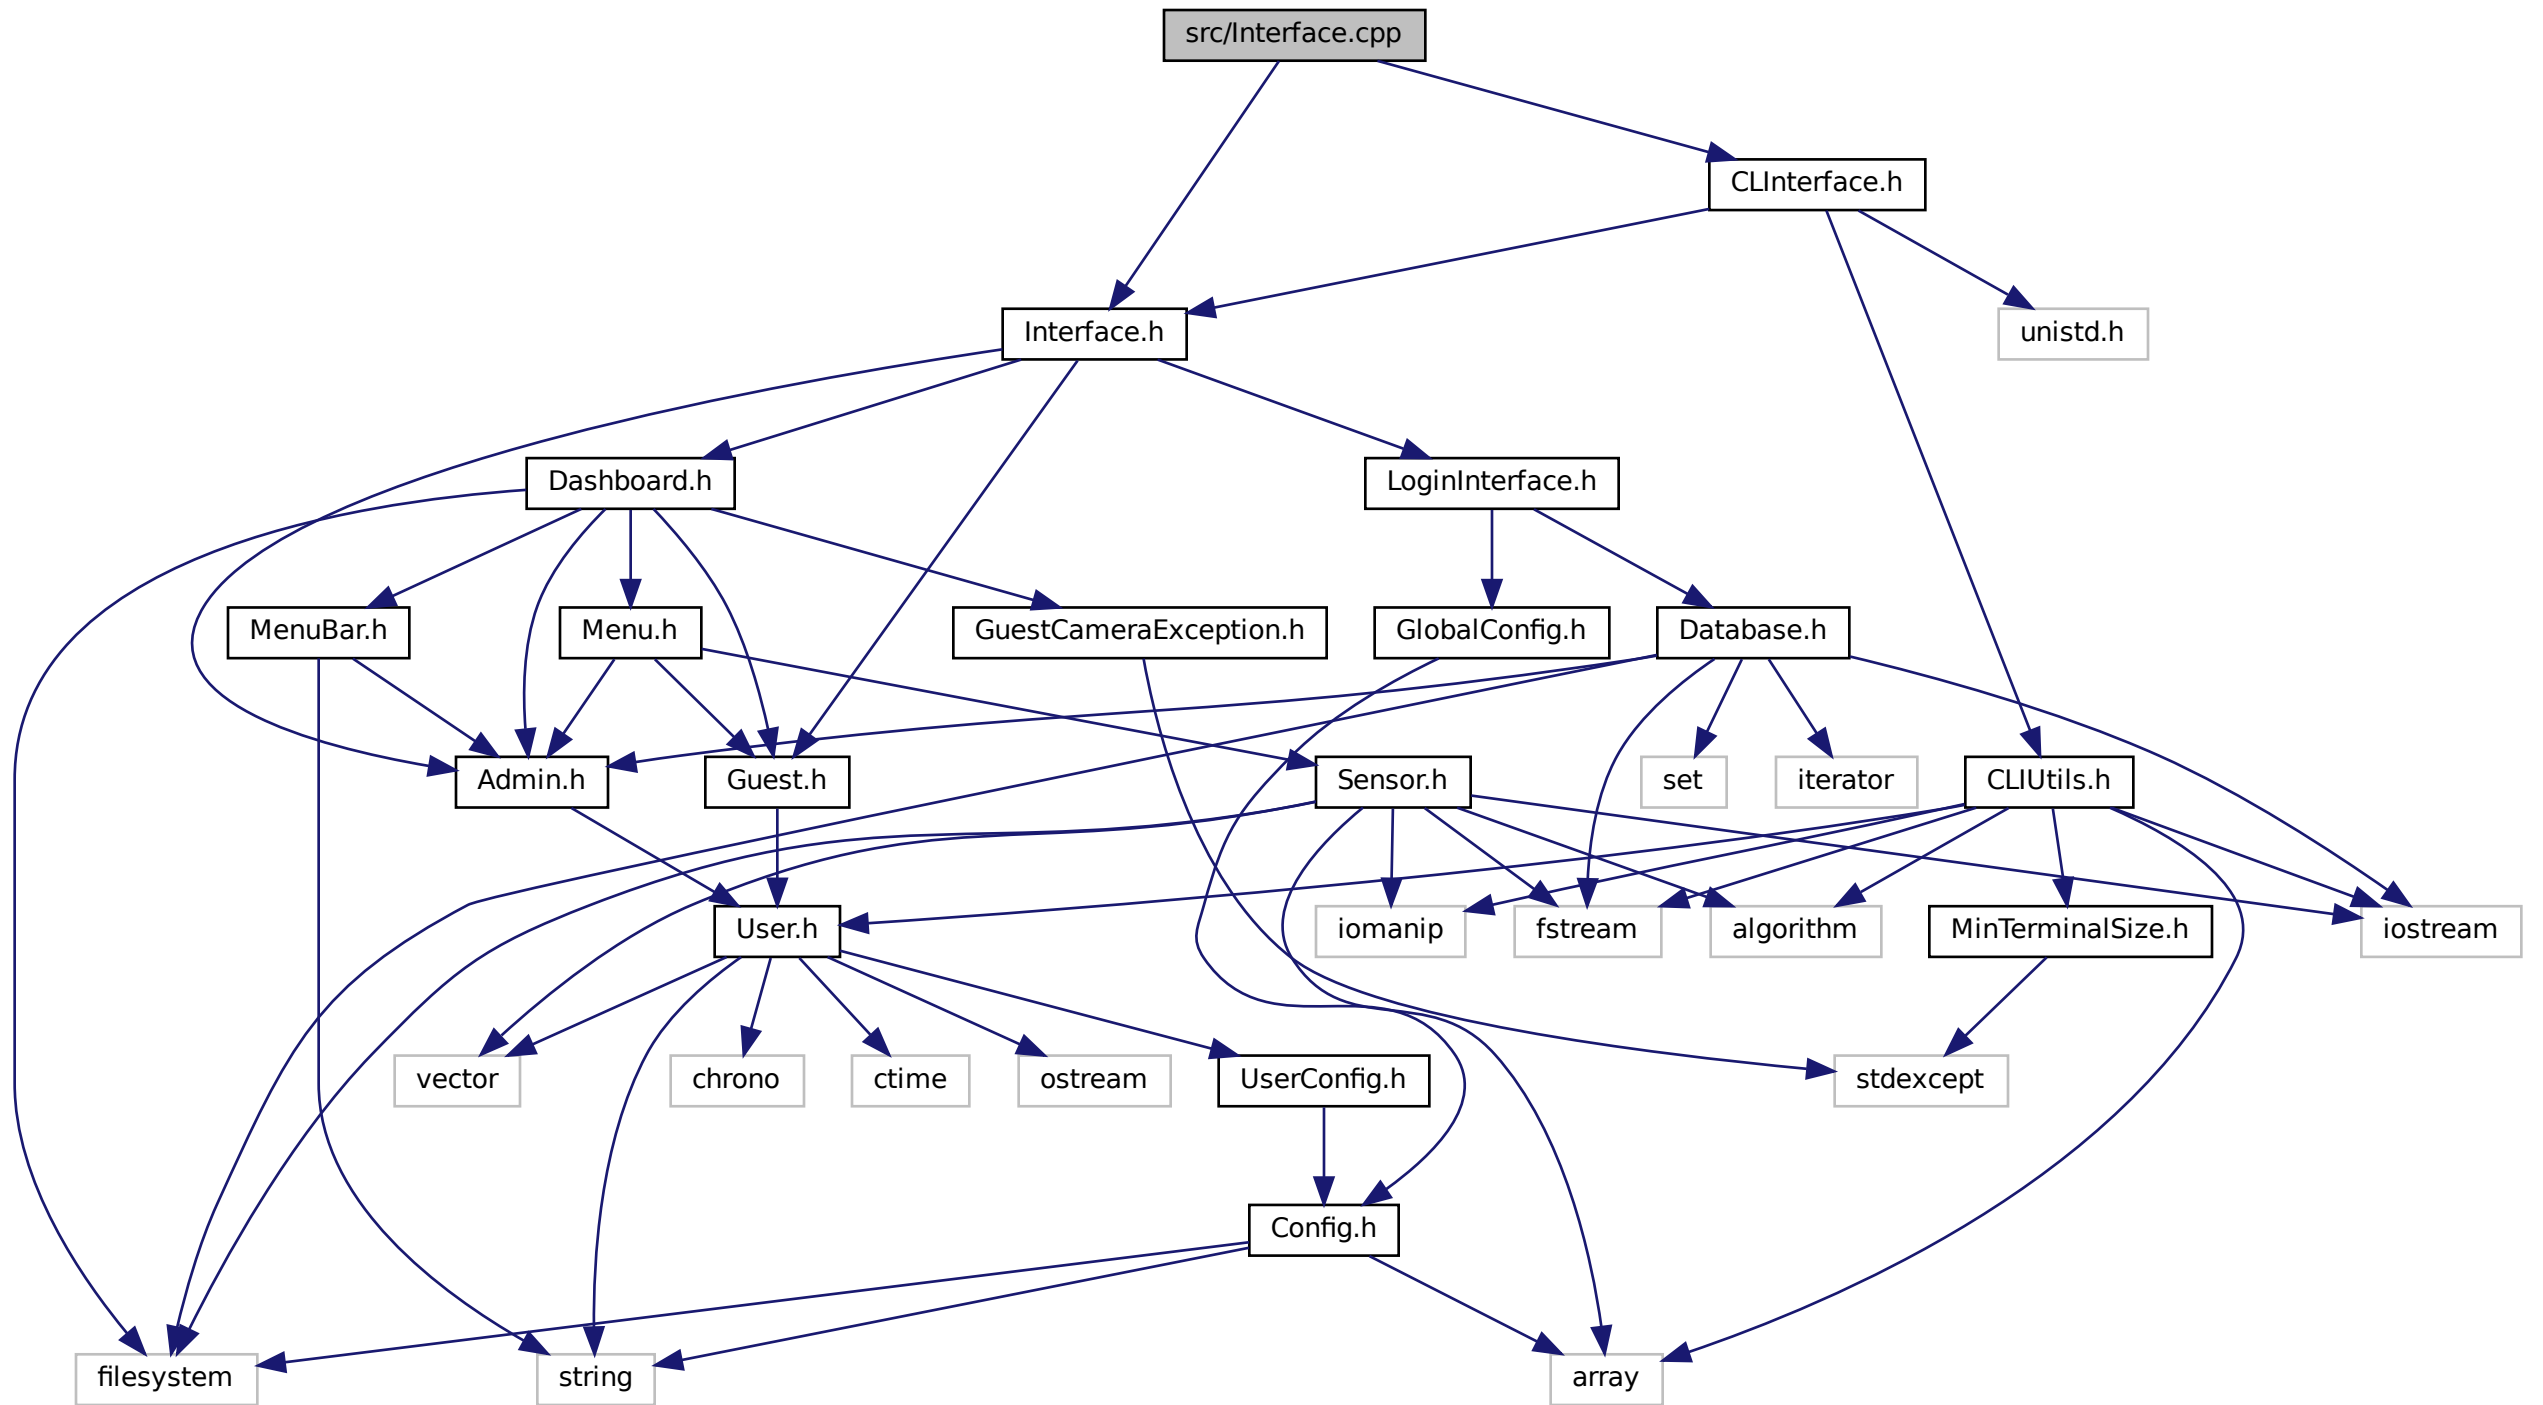 src/Interface.cpp
CLInterface.h
Interface.h
unistd.h
Dashboard.h
LoginInterface.h
MenuBar.h
Menu.h
GuestCameraException.h
GlobalConfig.h
Database.h
Admin.h
Guest.h
Sensor.h
set
iterator
CLIUtils.h
User.h
iomanip
fstream
algorithm
MinTerminalSize.h
iostream
vector
chrono
ctime
ostream
UserConfig.h
stdexcept
Config.h
filesystem
string
array